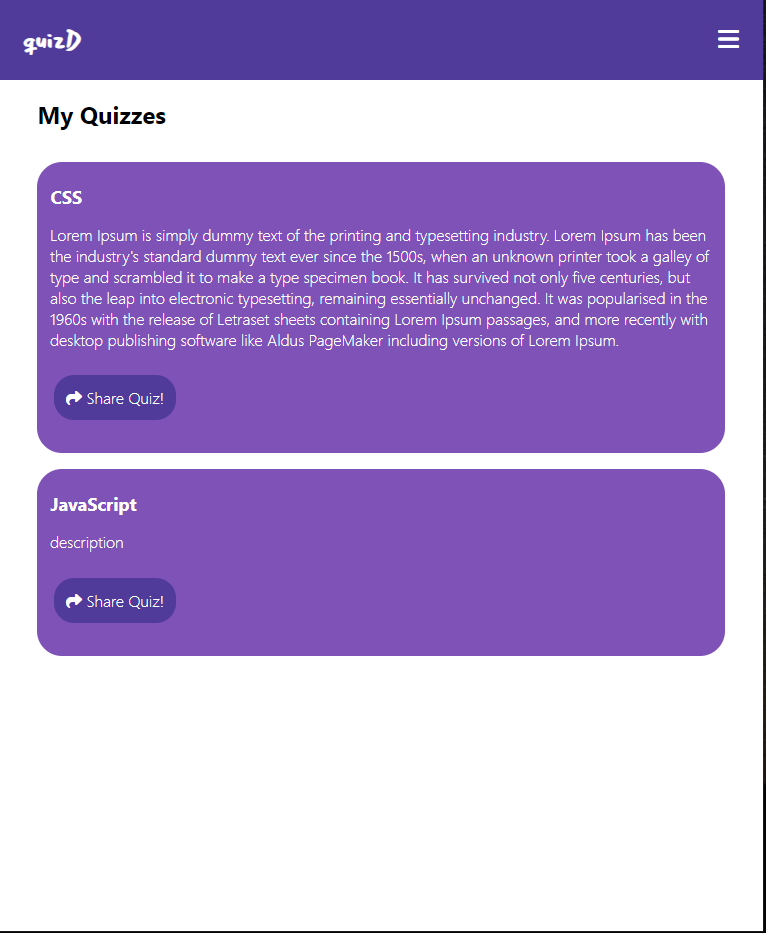 quizD
My Quizzes
CSS
Lorem Ipsum is simply dummy text of the printing and typesetting industry. Lorem Ipsum has been
the industry's standard dummy text ever since the 1500s, when an unknown printer took a galley of
type and scrambled it to make a type specimen book. It has survived not only five centuries, but
also the leap into electronic typesetting, remaining essentially unchanged. It was popularised in the
1960s with the release of Letraset sheets containing Lorem Ipsum passages, and more recently with
desktop publishing software like Aldus PageMaker including versions of Lorem Ipsum.
Share Quiz!
JavaScript
description
Share Quiz!